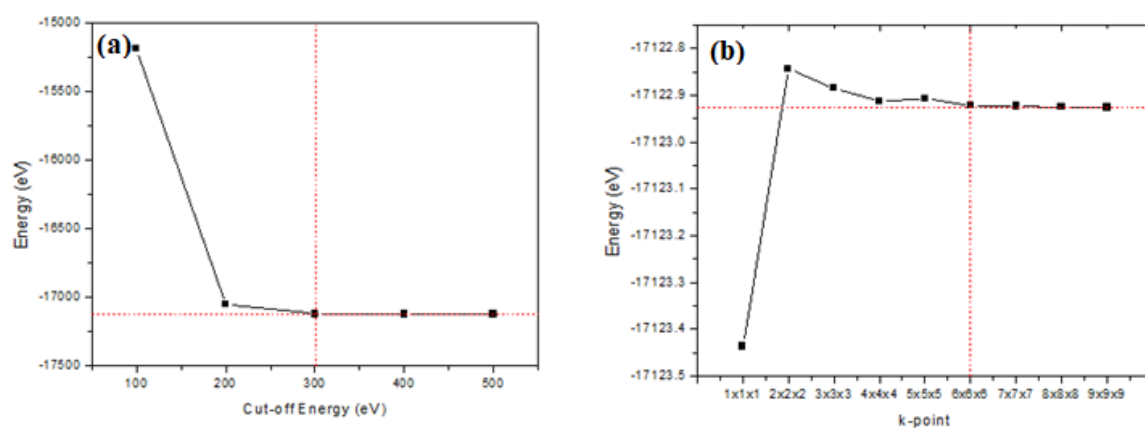 (a)
Energy (eV)
-15000
-15500
-16000
-16500
-17000
-17500
100 200 300 400 500
Cut-off Energy (eV)
(b)
Energy (eV)
-17122.8
-17122.9
-17123.0
-17123.1
-17123.2
-17123.3
-17123.4
-17123.5
1x1x1 2x2x2 3x3x3 4x4x4 5x5x5 6x6x6 7x7x7 8x8x8 9x9x9
k-point